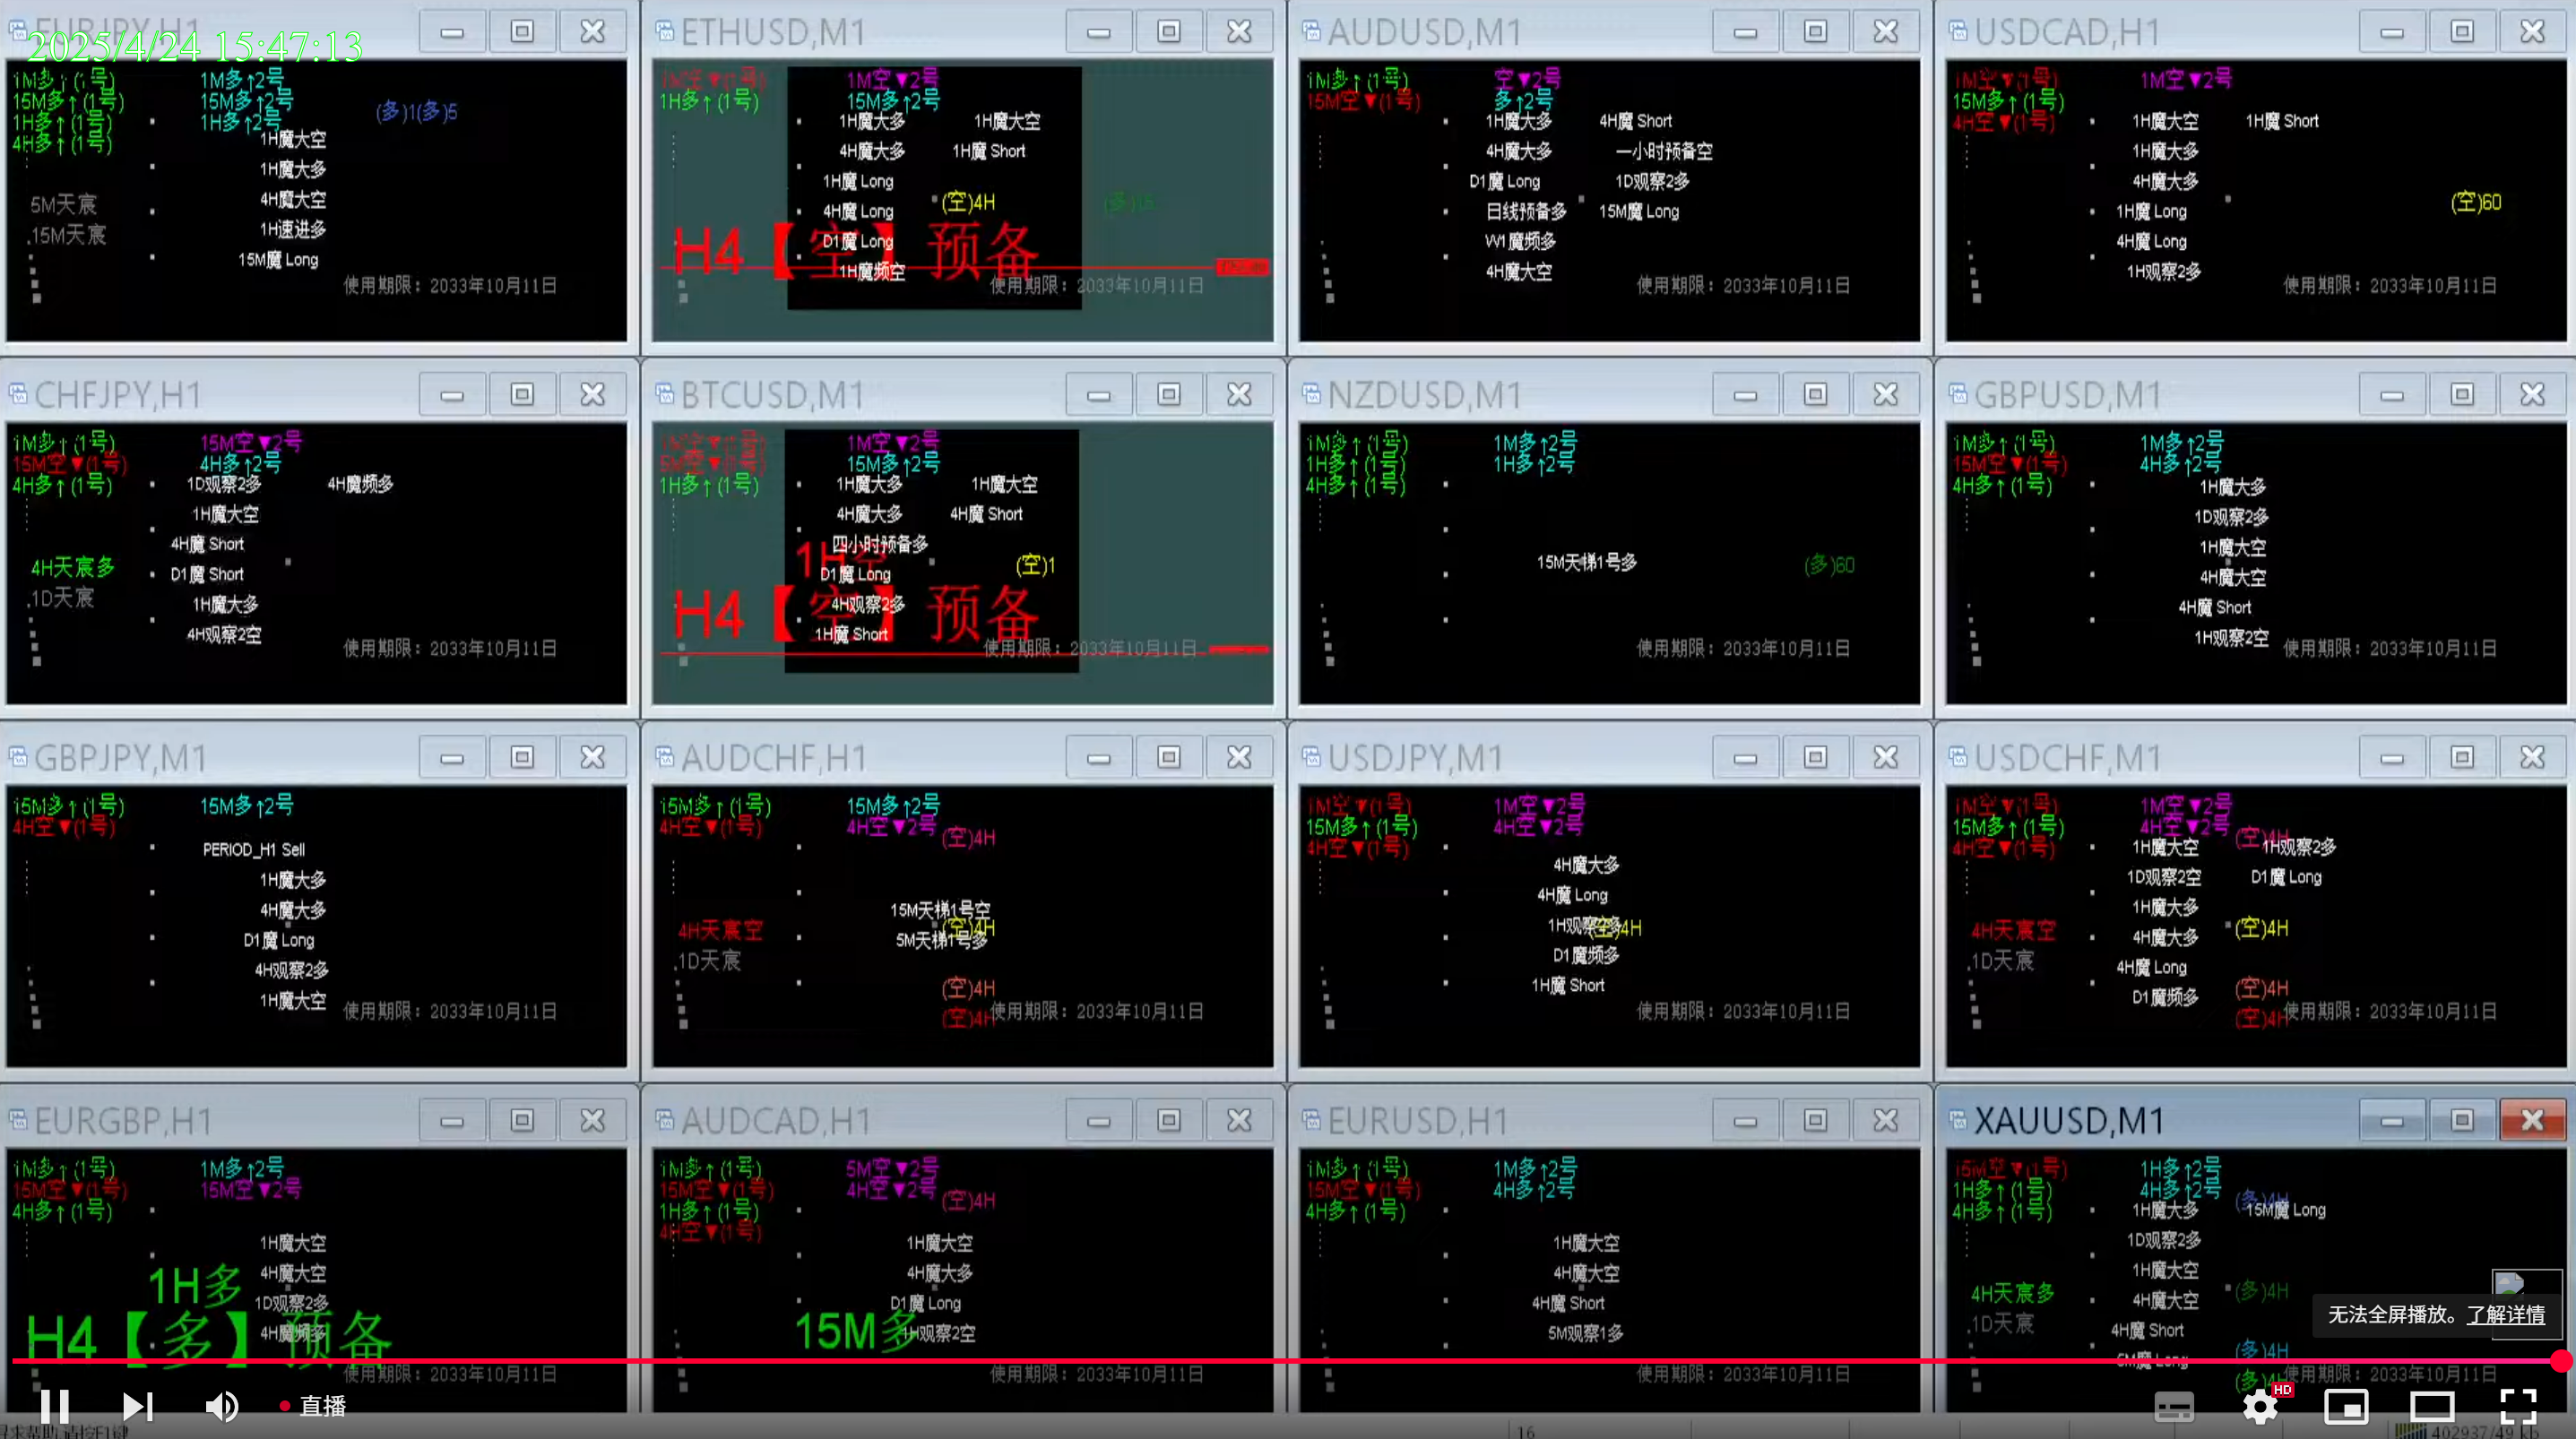 EURJPY,H1
2025/4/24 15:47:13
1M多↑(1号) 1M多↑2号
15M多↑(1号) 15M多↑2号 (多)1(多)5
1H多↑(1号) 1H多↑2号
4H多↑(1号) 1H魔大空
1H魔大多
5M天宸 4H魔大空
.15M天宸 1H速进多
15M魔 Long
使用期限：2033年10月11日
ETHUSD,M1
1M空▼(1号) 1M空▼2号
1H多↑(1号) 15M多↑2号
1H魔大多 1H魔大空
4H魔大多 1H魔 Short
1H魔 Long
(空)4H (多)15
4H魔 Long
D1魔 Long
H4【空】预备
1H魔频空
使用期限：2033年10月11日
AUDUSD,M1
1M多↑(1号) 空▼2号
15M空▼(1号) 多↑2号
1H魔大多 4H魔 Short
4H魔大多 一小时预备空
D1魔 Long 1D观察2多
日线预备多 15M魔 Long
W1魔频多
4H魔大空
使用期限：2033年10月11日
USDCAD,H1
1M空▼(1号) 1M空▼2号
15M多↑(1号)
4H空▼(1号) 1H魔大空 1H魔 Short
1H魔大多
4H魔大多
(空)60
1H魔 Long
4H魔 Long
1H观察2多
使用期限：2033年10月11日
CHFJPY,H1
1M多↑(1号) 15M空▼2号
15M空▼(1号) 4H多↑2号
4H多↑(1号) 1D观察2多 4H魔频多
1H魔大空
4H魔 Short
4H天宸多 D1魔 Short
.1D天宸 1H魔大多
4H观察2空
使用期限：2033年10月11日
BTCUSD,M1
1M空▼(1号) 1M空▼2号
5M空▼(1号) 15M多↑2号
1H多↑(1号) 1H魔大多 1H魔大空
4H魔大多 4H魔 Short
四小时预备多
1H空 (空)1
D1魔 Long
4H观察2多
H4【空】预备
1H魔 Short
使用期限：2033年10月11日
NZDUSD,M1
1M多↑(1号) 1M多↑2号
1H多↑(1号) 1H多↑2号
4H多↑(1号)
15M天梯1号多 (多)60
使用期限：2033年10月11日
GBPUSD,M1
1M多↑(1号) 1M多↑2号
15M空▼(1号) 4H多↑2号
4H多↑(1号) 1H魔大多
1D观察2多
1H魔大空
4H魔大空
4H魔 Short
1H观察2空
使用期限：2033年10月11日
GBPJPY,M1
15M多↑(1号) 15M多↑2号
4H空▼(1号)
PERIOD_H1 Sell
1H魔大多
4H魔大多
D1魔 Long
4H观察2多
1H魔大空
使用期限：2033年10月11日
AUDCHF,H1
15M多↑(1号) 15M多↑2号
4H空▼(1号) 4H空▼2号 (空)4H
15M天梯1号空
4H天宸空 (空)4H
5M天梯1号多
.1D天宸
(空)4H
(空)4H
使用期限：2033年10月11日
USDJPY,M1
1M空▼(1号) 1M空▼2号
15M多↑(1号) 4H空▼2号
4H空▼(1号)
4H魔大多
4H魔 Long
1H观察 (空)4H
D1魔频多
1H魔 Short
使用期限：2033年10月11日
USDCHF,M1
1M空▼(1号) 1M空▼2号
15M多↑(1号) 4H空▼2号 (空)4H
4H空▼(1号) 1H魔大空 1H观察2多
1D观察2空 D1魔 Long
1H魔大多
4H天宸空 4H魔大多 (空)4H
.1D天宸 4H魔 Long
D1魔频多 (空)4H
(空)4H
使用期限：2033年10月11日
EURGBP,H1
1M多↑(1号) 1M多↑2号
15M空▼(1号) 15M空▼2号
4H多↑(1号)
1H魔大空
1H多 4H魔大空
1D观察2多
H4【多】预备
4H魔频多
使用期限：2033年10月11日
AUDCAD,H1
1M多↑(1号) 5M空▼2号
15M空▼(1号) 4H空▼2号 (空)4H
1H多↑(1号)
4H空▼(1号) 1H魔大空
4H魔大多
D1魔 Long
15M多 1H观察2空
使用期限：2033年10月11日
EURUSD,H1
1M多↑(1号) 1M多↑2号
15M空▼(1号) 4H多↑2号
4H多↑(1号)
1H魔大空
4H魔大空
4H魔 Short
5M观察1多
使用期限：2033年10月11日
XAUUSD,M1
15M空▼(1号) 1H多↑2号
1H多↑(1号) 4H多↑2号 (多)4H
4H多↑(1号) 1H魔大多 15M魔 Long
1D观察2多
1H魔大空
4H天宸多 4H魔大空 (多)4H
.1D天宸 4H魔 Short
(多)4H
5M魔 Long
使用期限：2033年10月11日
无法全屏播放。了解详情
直播
HD
16
402937/49 kb